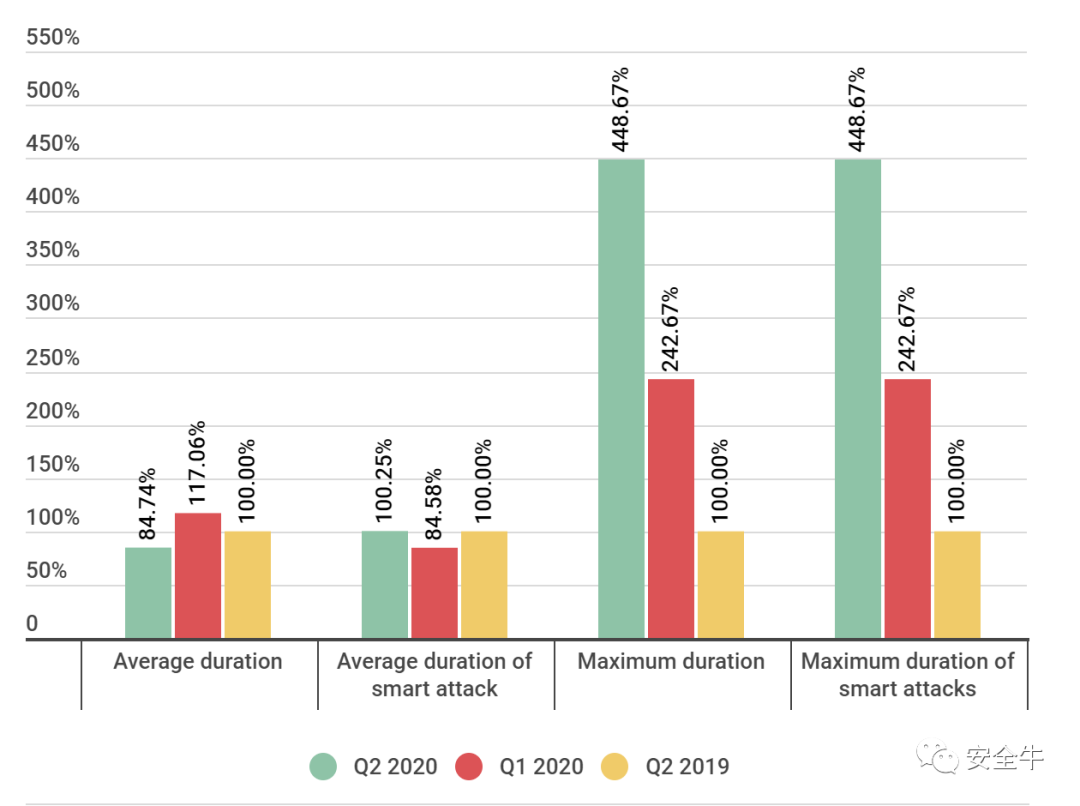 550%
500%
450%
400%
350%
300%
250%
200%
150%
100%
50%
0
84.74%
117.06%
100.00%
100.25%
84.58%
100.00%
448.67%
242.67%
100.00%
448.67%
242.67%
100.00%
Average duration
Average duration of
smart attack
Maximum duration
Maximum duration of
smart attacks
Q2 2020
Q1 2020
Q2 2019
安全牛